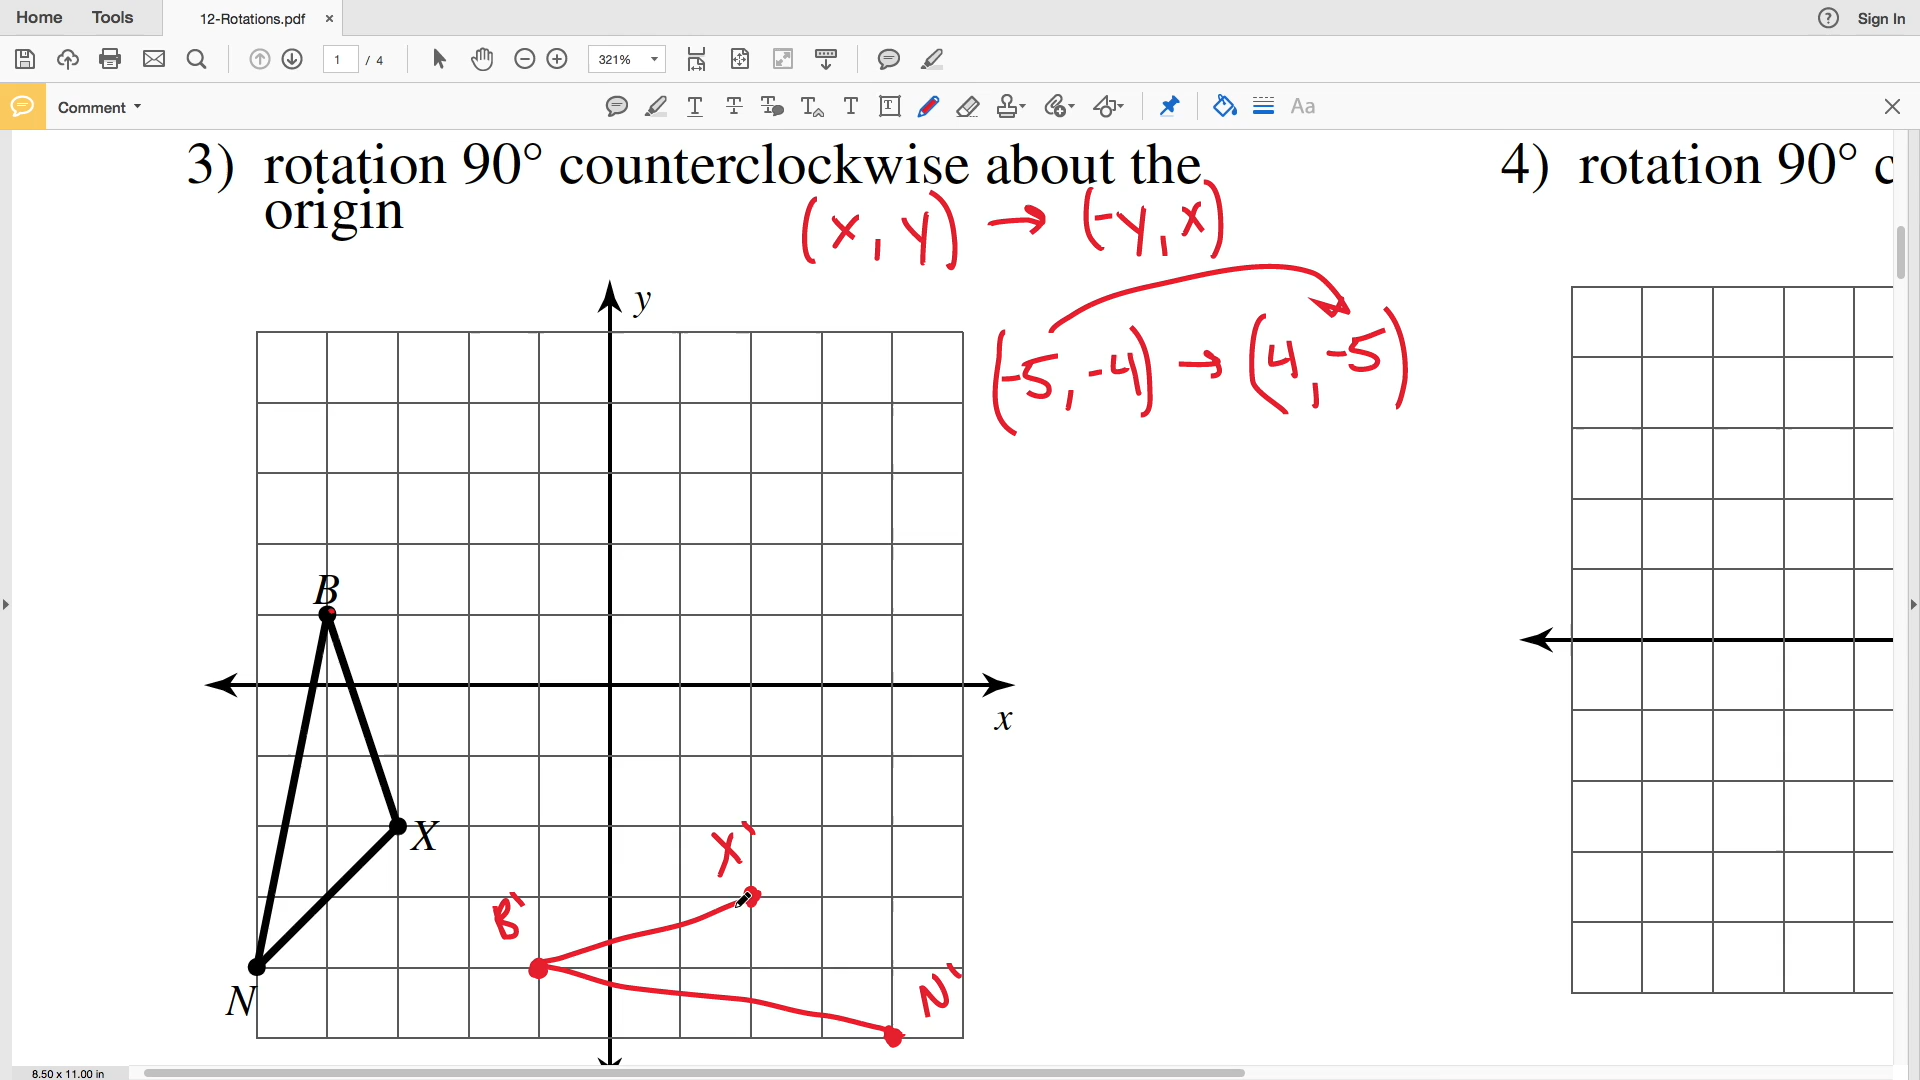 Home Tools 12-Rotations.pdf × Sign In
1 / 4 321%
Comment T T T T T T Aa
3) rotation 90° counterclockwise about the
origin
4) rotation 90° c
(x, y) → (-y, x)
(-5, -4) → (4, -5)
y
x
B
X
N
X'
B'
N'
8.50 x 11.00 in